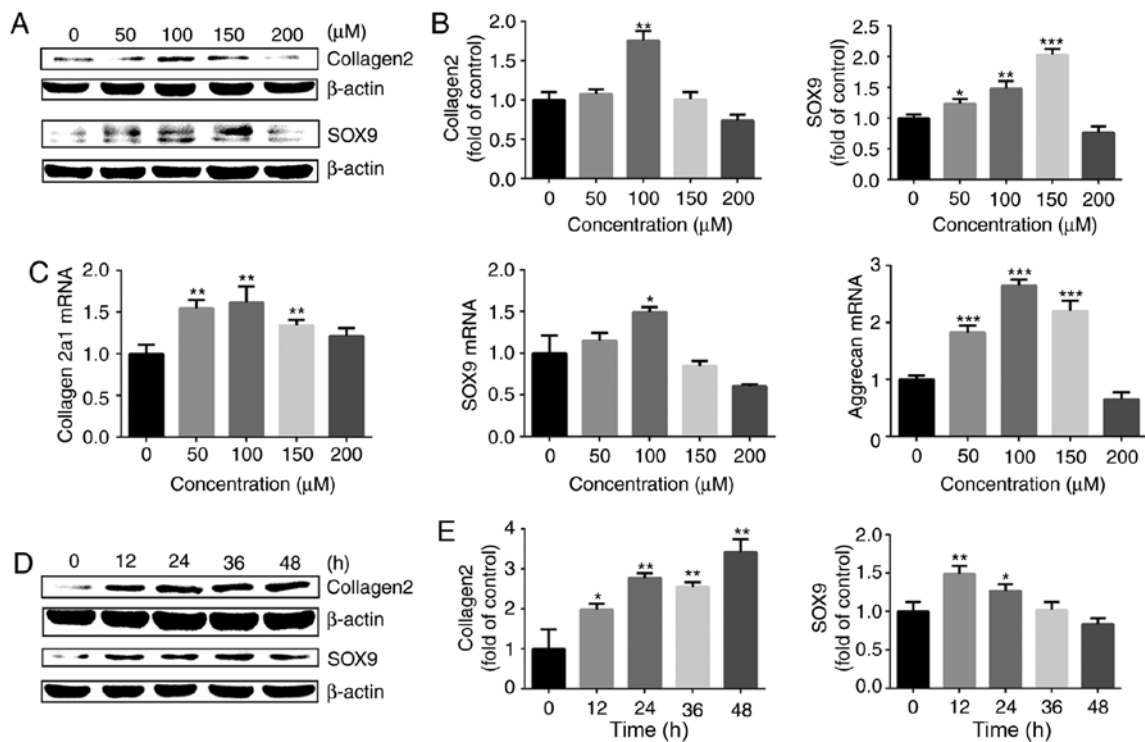 A
0 50 100 150 200 (μM)
Collagen2
β-actin
SOX9
β-actin
B
Collagen2
(fold of control)
2.0
1.5
1.0
0.5
0.0
**
0 50 100 150 200
Concentration (μM)
SOX9
(fold of control)
2.5
2.0
1.5
1.0
0.5
0.0
* ** ***
0 50 100 150 200
Concentration (μM)
C
Collagen 2a1 mRNA
2.0
1.5
1.0
0.5
0.0
** ** **
0 50 100 150 200
Concentration (μM)
SOX9 mRNA
2.0
1.5
1.0
0.5
0.0
*
0 50 100 150 200
Concentration (μM)
Aggrecan mRNA
3
2
1
0
*** *** ***
0 50 100 150 200
Concentration (μM)
D
0 12 24 36 48 (h)
Collagen2
β-actin
SOX9
β-actin
E
Collagen2
(fold of control)
4
3
2
1
0
* ** ** **
0 12 24 36 48
Time (h)
SOX9
(fold of control)
2.0
1.5
1.0
0.5
0.0
** *
0 12 24 36 48
Time (h)